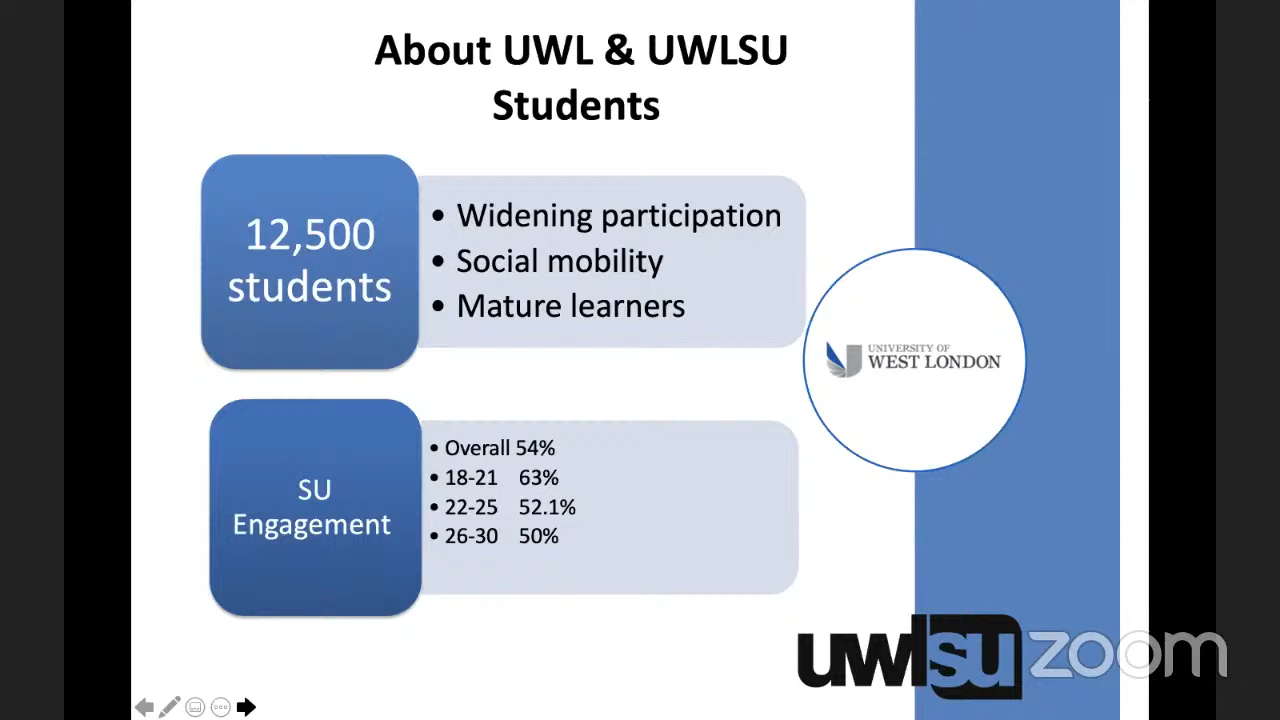 About UWL & UWLSU
Students
12,500
students
• Widening participation
• Social mobility
• Mature learners
UNIVERSITY OF
WEST LONDON
SU
Engagement
• Overall 54%
• 18-21 63%
• 22-25 52.1%
• 26-30 50%
uwlsu
zoom